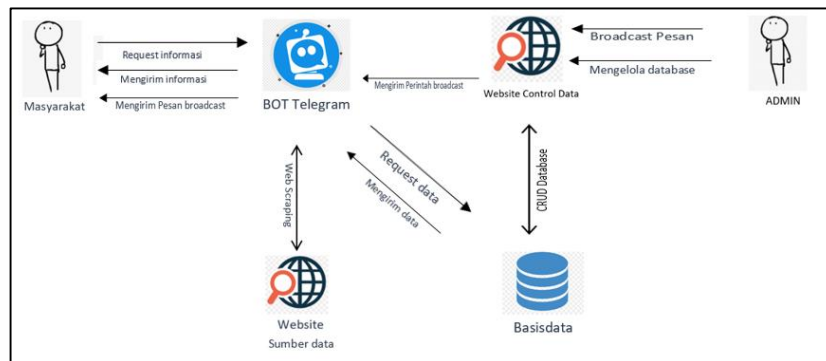 Request informasi
Mengirim informasi
Mengirim Pesan broadcast
Masyarakat
BOT Telegram
Mengirim Perintah broadcast
Website Control Data
Broadcast Pesan
Mengelola database
ADMIN
Web Scraping
Request data
Mengirim data
CRUD Database
Website
Sumber data
Basisdata